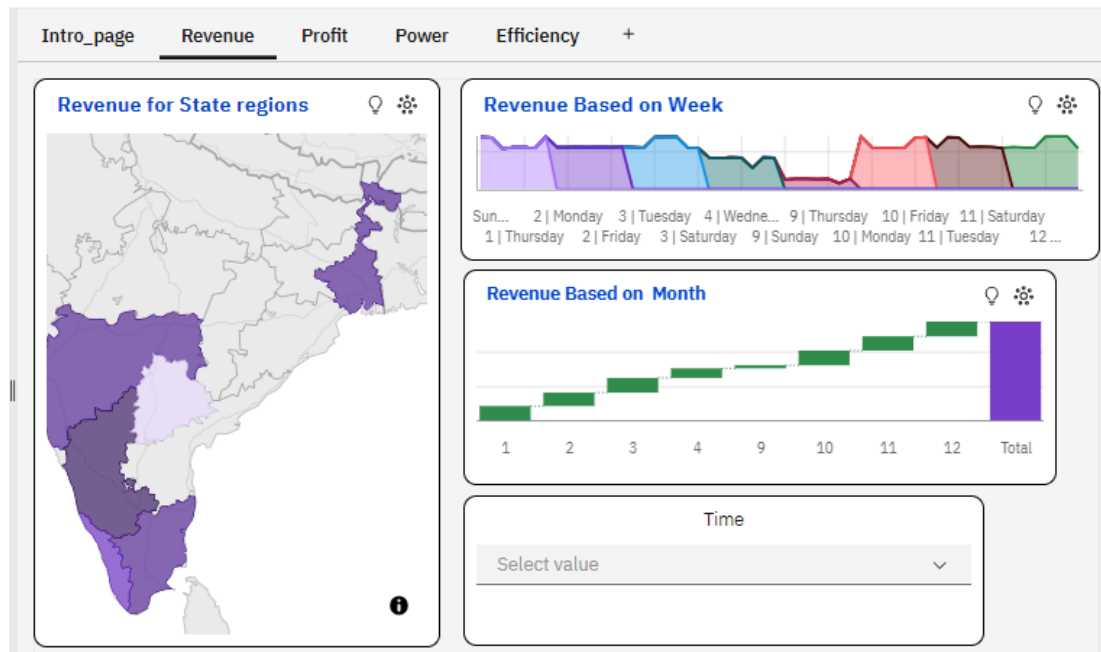 Intro_page Revenue Profit Power Efficiency +
Revenue for State regions
Revenue Based on Week
Sun... 2 | Monday 3 | Tuesday 4 | Wedne... 9 | Thursday 10 | Friday 11 | Saturday
1 | Thursday 2 | Friday 3 | Saturday 9 | Sunday 10 | Monday 11 | Tuesday 12 ...
Revenue Based on Month
1 2 3 4 9 10 11 12 Total
Time
Select value